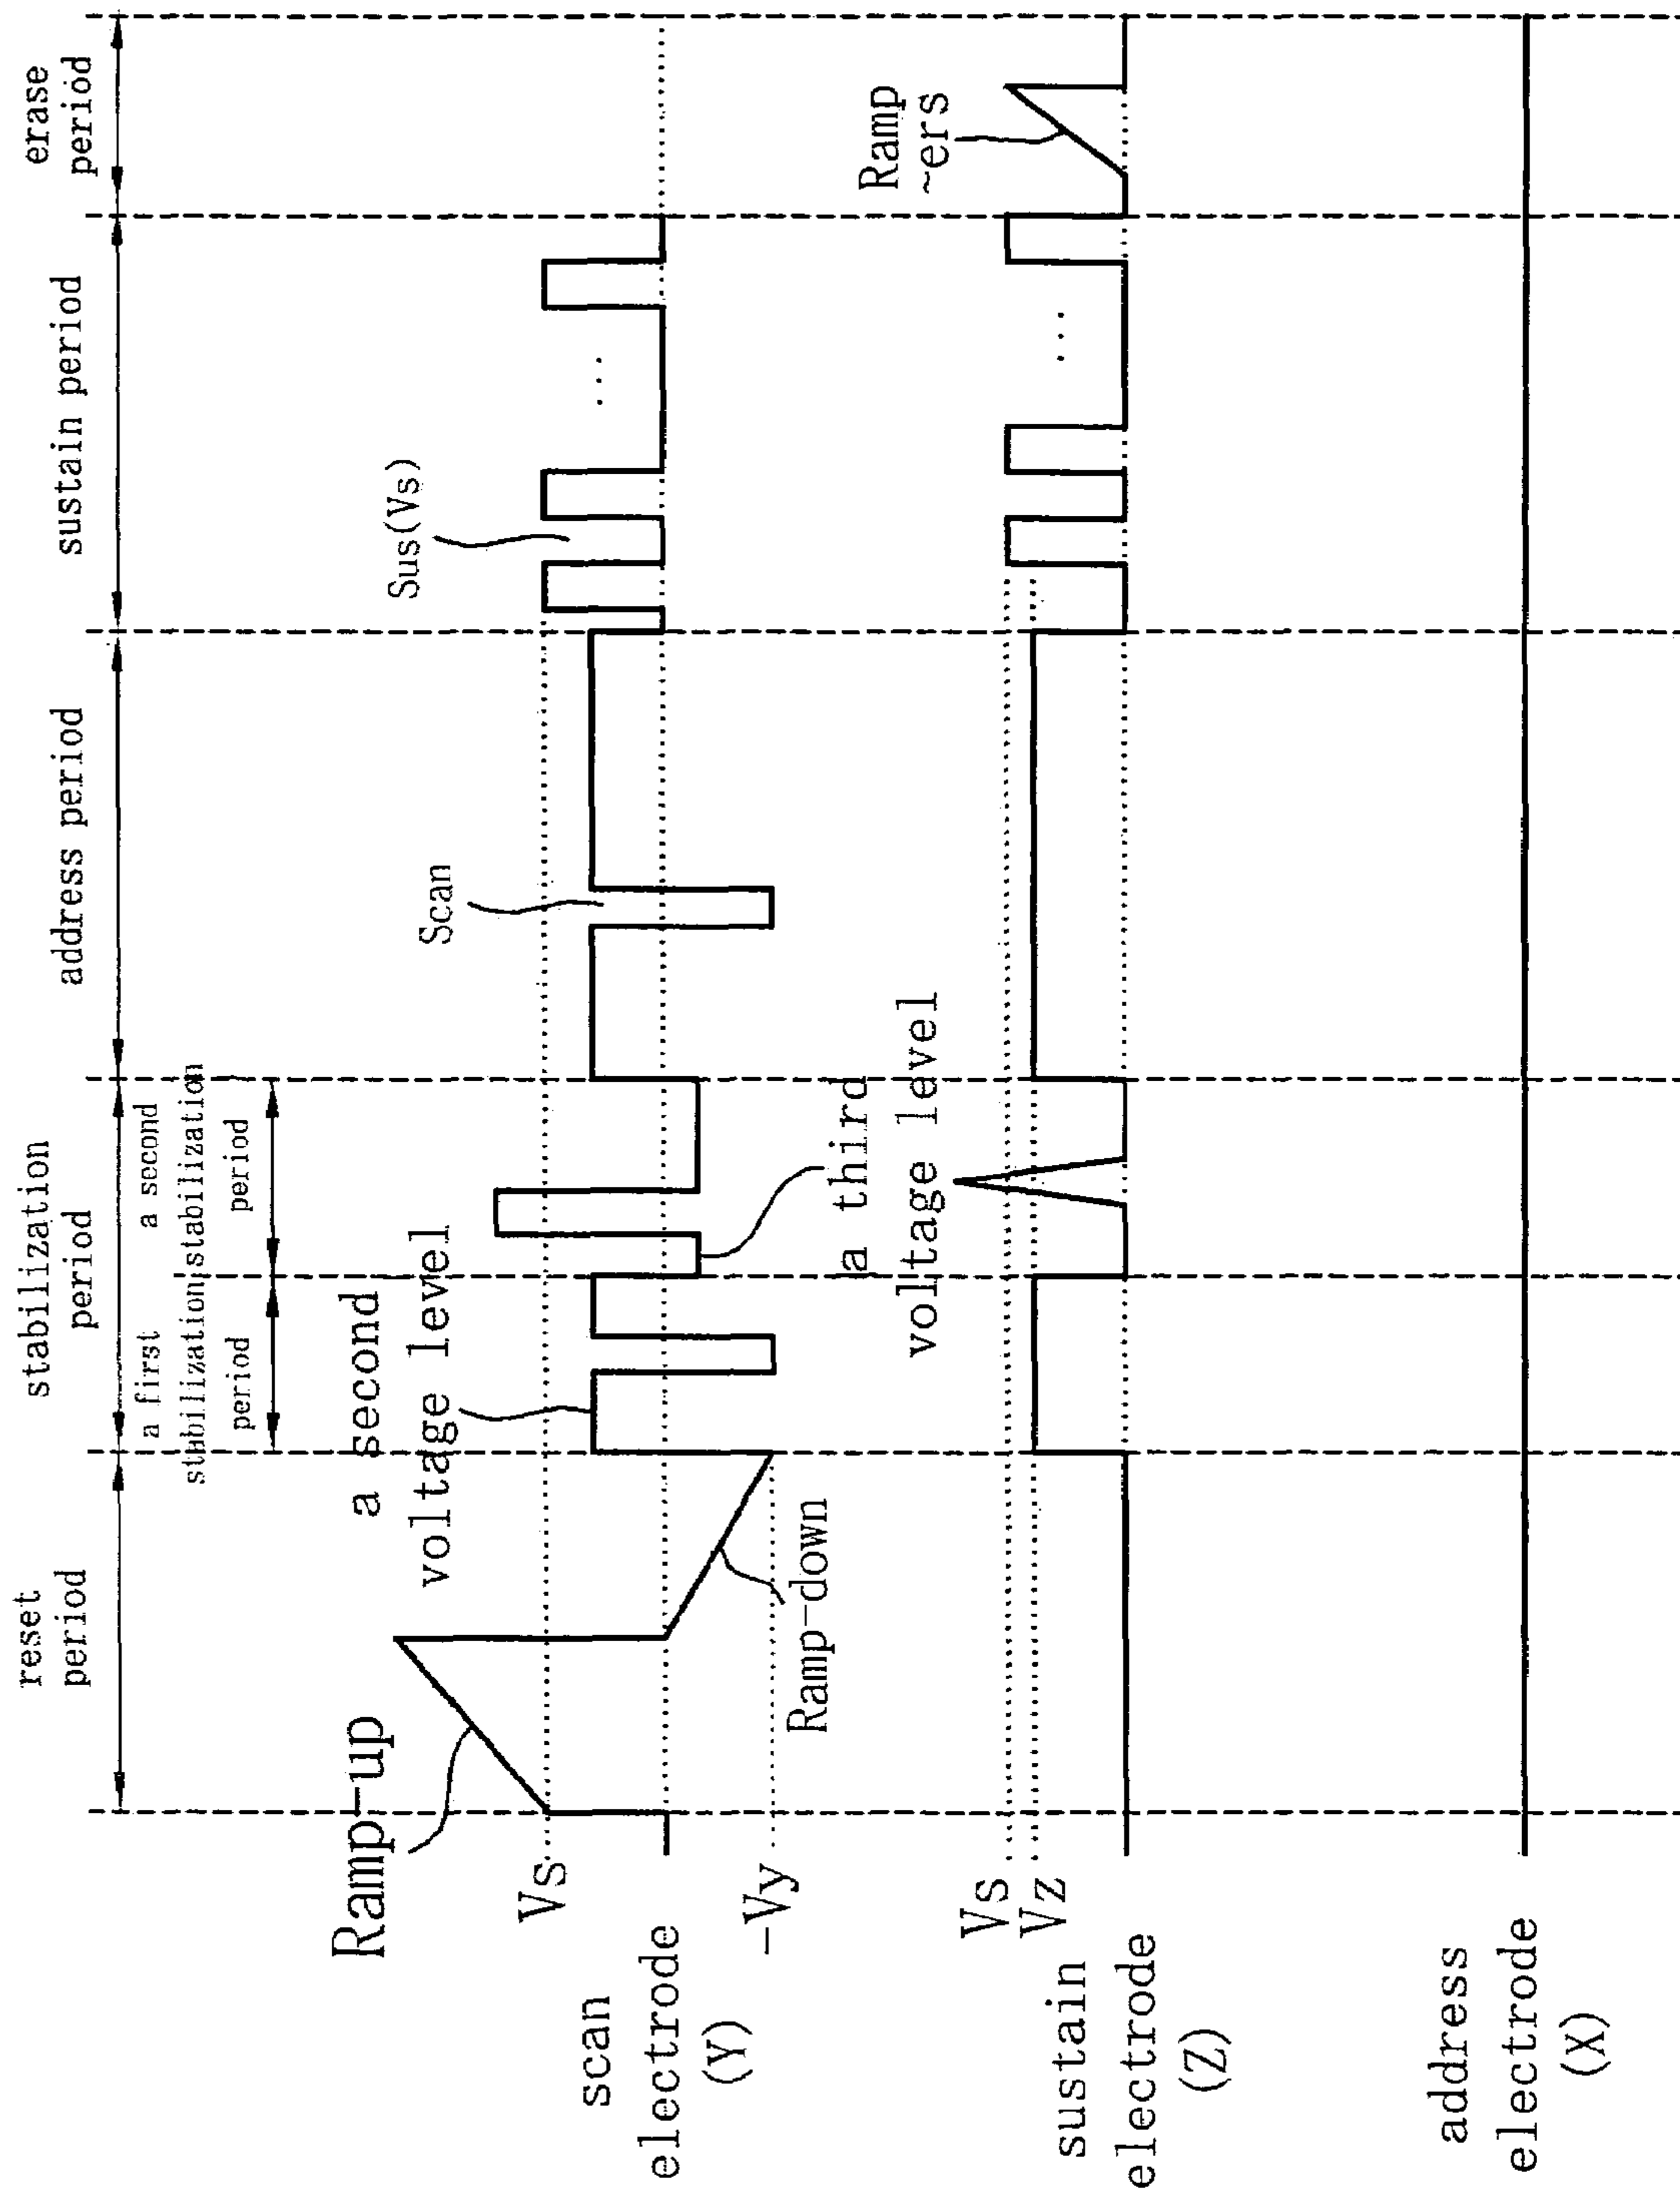 reset
period
stabilization
period
address period
sustain period
erase
period
a first
stabilization
period
a second
stabilization
period
Ramp-up
a second
voltage level
Scan
Sus(Vs)
Vs
scan
electrode
(Y)
-Vy
Ramp-down
a third
voltage level
Ramp
~ers
Vs
Vz
sustain
electrode
(Z)
address
electrode
(X)